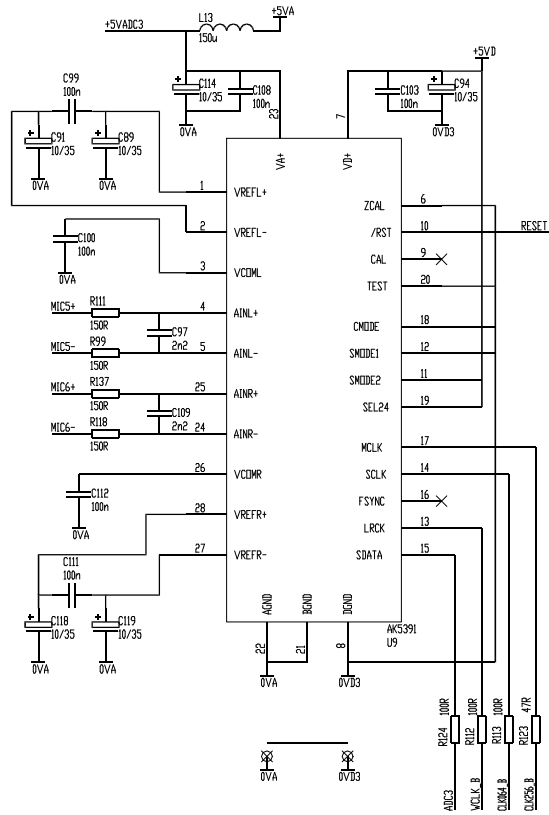 L13
+5VA
+5VADC3
150u
+5VD
C99
100n
C114
10/35
C108
100n
C103
100n
C94
10/35
0VA
23
7
0VD3
C91
10/35
C89
10/35
0VA
0VA
VA+
VD+
1
VREFL+
ZCAL
6
2
VREFL-
/RST
10
RESET
C100
100n
0VA
3
VCOML
CAL
9
TEST
20
MIC5+
R111
150R
4
AINL+
C97
2n2
CMODE
18
MIC5-
R99
150R
5
AINL-
SMODE1
12
MIC6+
R137
150R
25
AINR+
SMODE2
11
C109
2n2
SEL24
19
MIC6-
R118
150R
24
AINR-
MCLK
17
26
VCOMR
SCLK
14
C112
100n
0VA
FSYNC
16
28
VREFR+
LRCK
13
27
VREFR-
SDATA
15
C111
100n
C118
10/35
C119
10/35
0VA
0VA
AGND
BGND
DGND
AK5391
U9
22
21
8
0VA
0VD3
100R
100R
100R
47R
R124
R112
R113
R123
0VA
0VD3
ADC3
VCLK_B
CLK064_B
CLK256_B